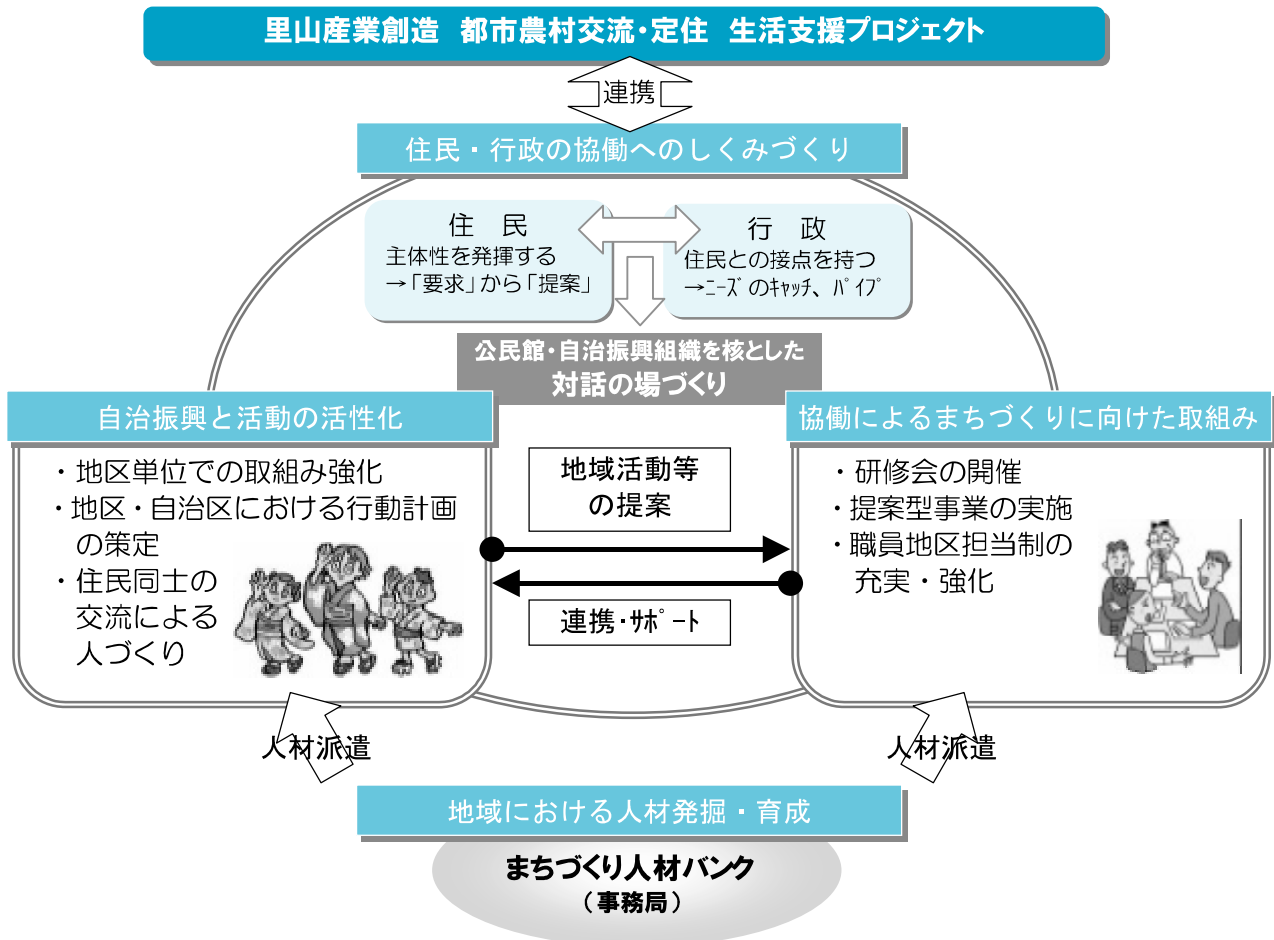 里山産業創造　都市農村交流・定住　生活支援プロジェクト
連携
住民・行政の協働へのしくみづくり
住　民
主体性を発揮する
→「要求」から「提案」
行　政
住民との接点を持つ
→ﾆｰｽﾞのｷｬｯﾁ、ﾊﾟｲﾌﾟ
公民館・自治振興組織を核とした
対話の場づくり
自治振興と活動の活性化
・地区単位での取組み強化
・地区・自治区における行動計画
の策定
・住民同士の
交流による
人づくり
地域活動等
の提案
連携・ｻﾎﾟｰﾄ
協働によるまちづくりに向けた取組み
・研修会の開催
・提案型事業の実施
・職員地区担当制の
充実・強化
人材派遣
人材派遣
地域における人材発掘・育成
まちづくり人材バンク
（事務局）